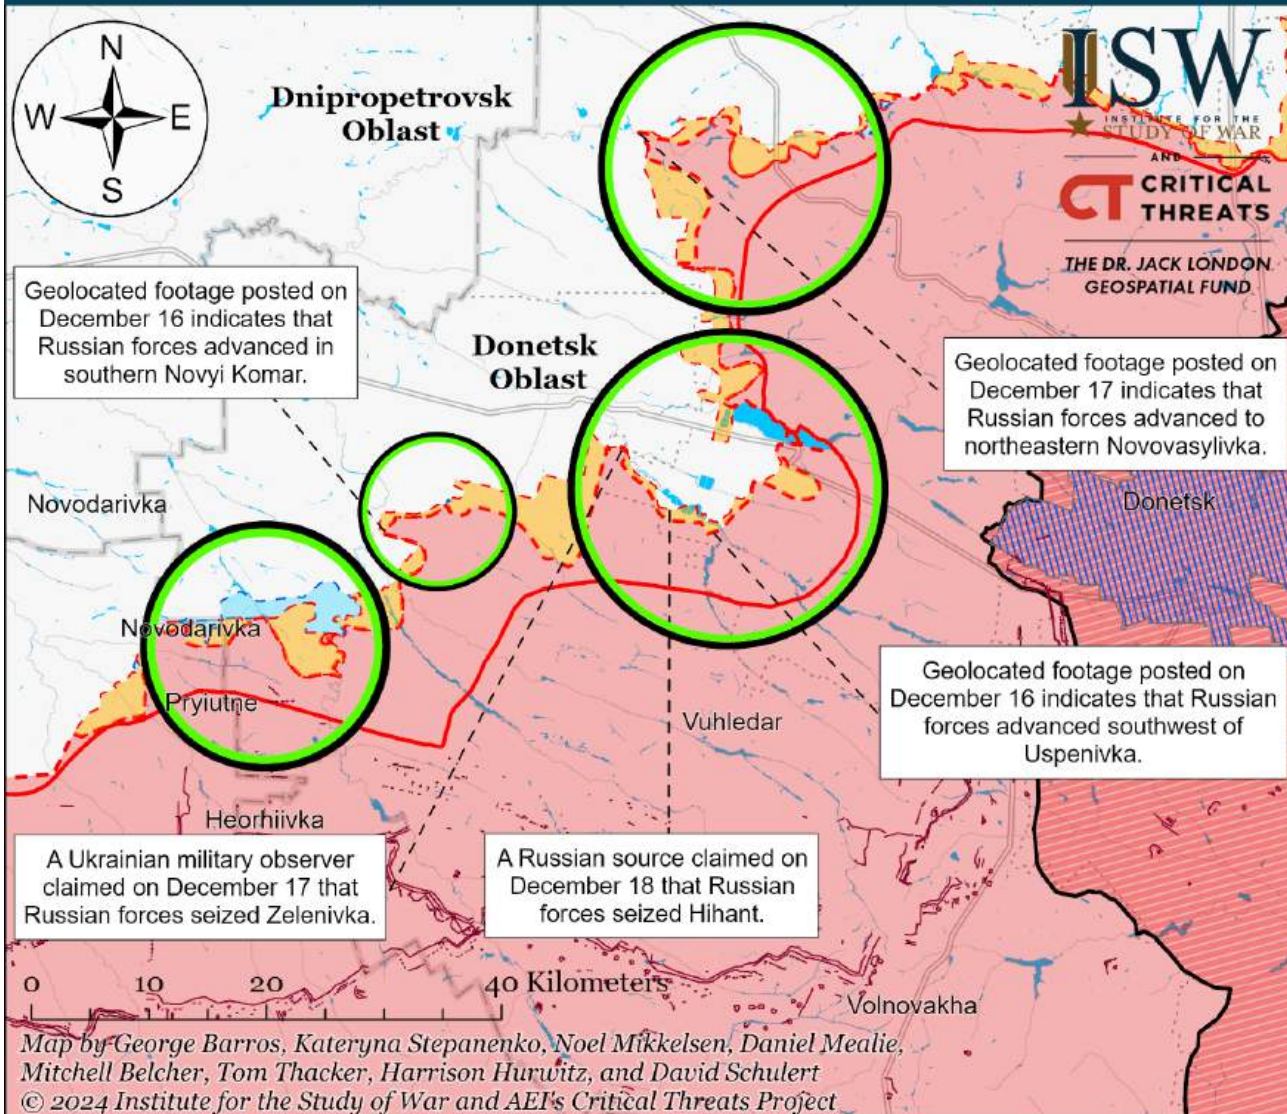 N
W E
S
Dnipropetrovsk
Oblast
ISW
INSTITUTE FOR THE
STUDY OF WAR
AND
CT CRITICAL
THREATS
THE DR. JACK LONDON
GEOSPATIAL FUND
Geolocated footage posted on
December 16 indicates that
Russian forces advanced in
southern Novyi Komar.
Donetsk
Oblast
Geolocated footage posted on
December 17 indicates that
Russian forces advanced to
northeastern Novovasylivka.
Novodarivka
Donetsk
Novodarivka
Pryiutne
Vuhledar
Geolocated footage posted on
December 16 indicates that Russian
forces advanced southwest of
Uspenivka.
Heorhiivka
A Ukrainian military observer
claimed on December 17 that
Russian forces seized Zelenivka.
A Russian source claimed on
December 18 that Russian
forces seized Hihant.
0 10 20 40 Kilometers
Volnovakha
Map by George Barros, Kateryna Stepanenko, Noel Mikkelsen, Daniel Mealie,
Mitchell Belcher, Tom Thacker, Harrison Hurwitz, and David Schulert
© 2024 Institute for the Study of War and AEI's Critical Threats Project